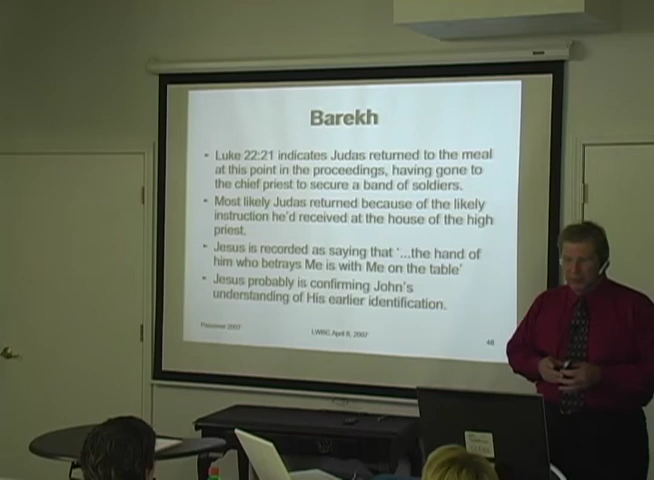 Barekh
- Luke 22:21 indicates Judas returned to the meal
at this point in the proceedings, having gone to
the chief priest to secure a band of soldiers.
- Most likely Judas returned because of the likely
instruction he'd received at the house of the high
priest.
- Jesus is recorded as saying that '...the hand of
him who betrays Me is with Me on the table'
- Jesus probably is confirming John's
understanding of His earlier identification.
Passover 2007
LWBC April 8, 2007
48